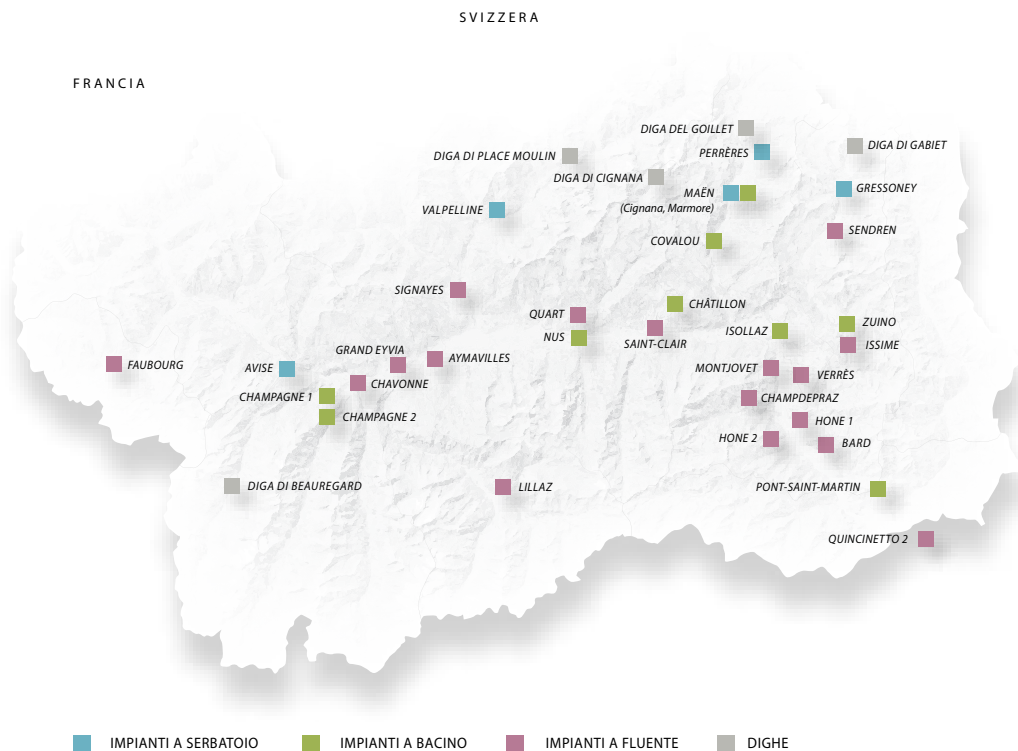 SVIZZERA
FRANCIA
DIGA DEL GOILLET
DIGA DI GABIET
PERRÈRES
DIGA DI PLACE MOULIN
DIGA DI CIGNANA
GRESSONEY
MAËN
(Cignana, Marmore)
VALPELLINE
SENDREN
COVALOU
SIGNAYES
CHÂTILLON
QUART
ZUINO
ISOLLAZ
NUS
SAINT-CLAIR
ISSIME
GRAND EYVIA
AYMAVILLES
FAUBOURG
AVISE
MONTJOVET
VERRÈS
CHAVONNE
CHAMPAGNE 1
CHAMPDEPRAZ
CHAMPAGNE 2
HONE 1
HONE 2
BARD
DIGA DI BEAUREGARD
LILLAZ
PONT-SAINT-MARTIN
QUINCINETTO 2
IMPIANTI A SERBATOIO
IMPIANTI A BACINO
IMPIANTI A FLUENTE
DIGHE